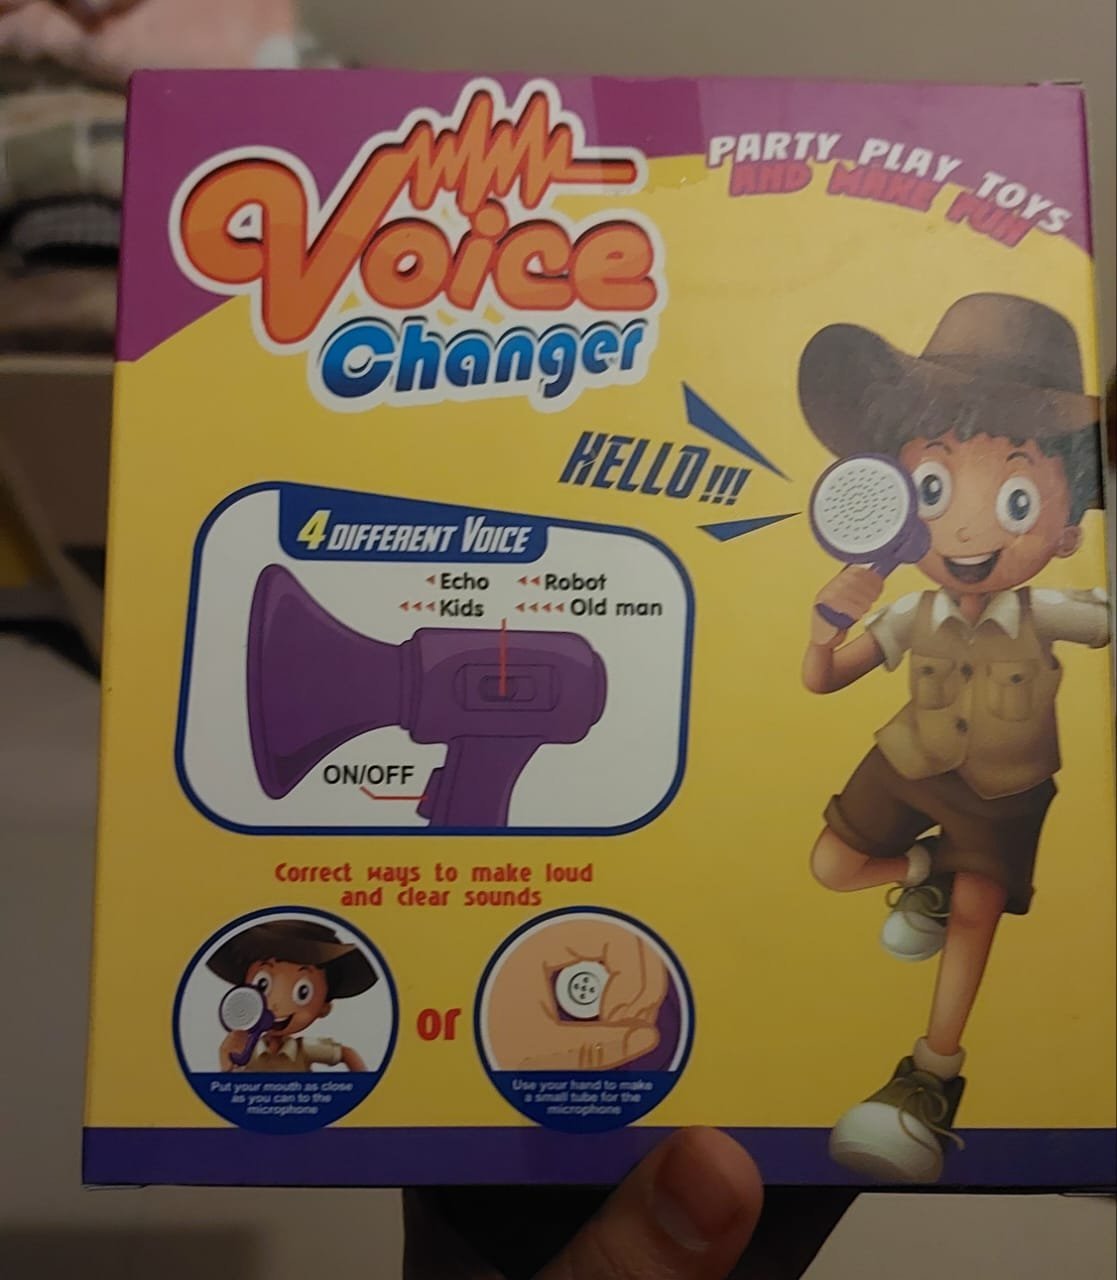 Voice
Changer
PARTY PLAY TOYS
AND MAKE FUN
HELLO!!!
4 DIFFERENT VOICE
Echo Robot
Kids Old man
ON/OFF
Correct ways to make loud
and clear sounds
or
Put your mouth as close
as you can to the
microphone
Use your hand to make
a small tube for the
microphone